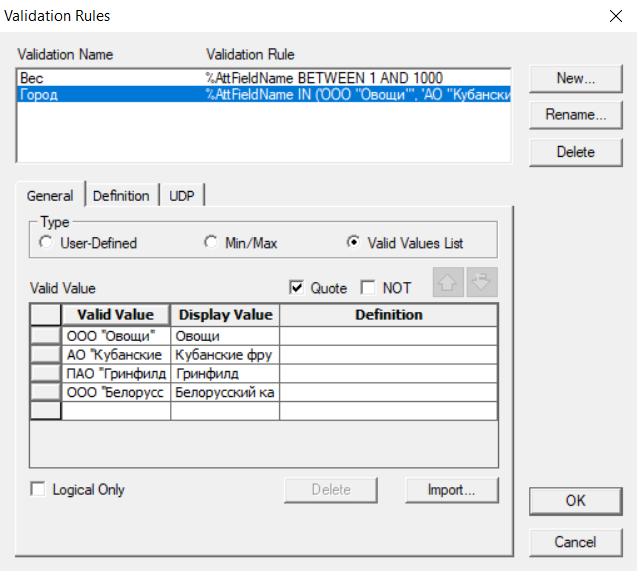 Validation Rules
Validation Name Validation Rule
Вес %AttFieldName BETWEEN 1 AND 1000
Город %AttFieldName IN ('ООО "Овощи"', 'АО "Кубански
New...
Rename...
Delete
General Definition UDP
Type
User-Defined Min/Max Valid Values List
Valid Value Quote NOT
Valid Value Display Value Definition
ООО "Овощи" Овощи
АО "Кубанские Кубанские фру
ПАО "Гринфилд Гринфилд
ООО "Белорусс Белорусский ка
Logical Only Delete Import...
OK
Cancel